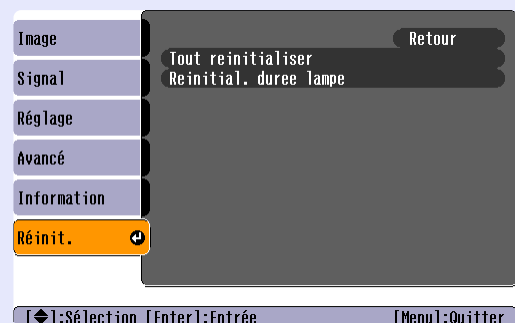 Image
Signal
Réglage
Avancé
Information
Réinit.
Retour
Tout reinitialiser
Reinitial. duree lampe
[]:Sélection [Enter]:Entrée [Menu]:Quitter